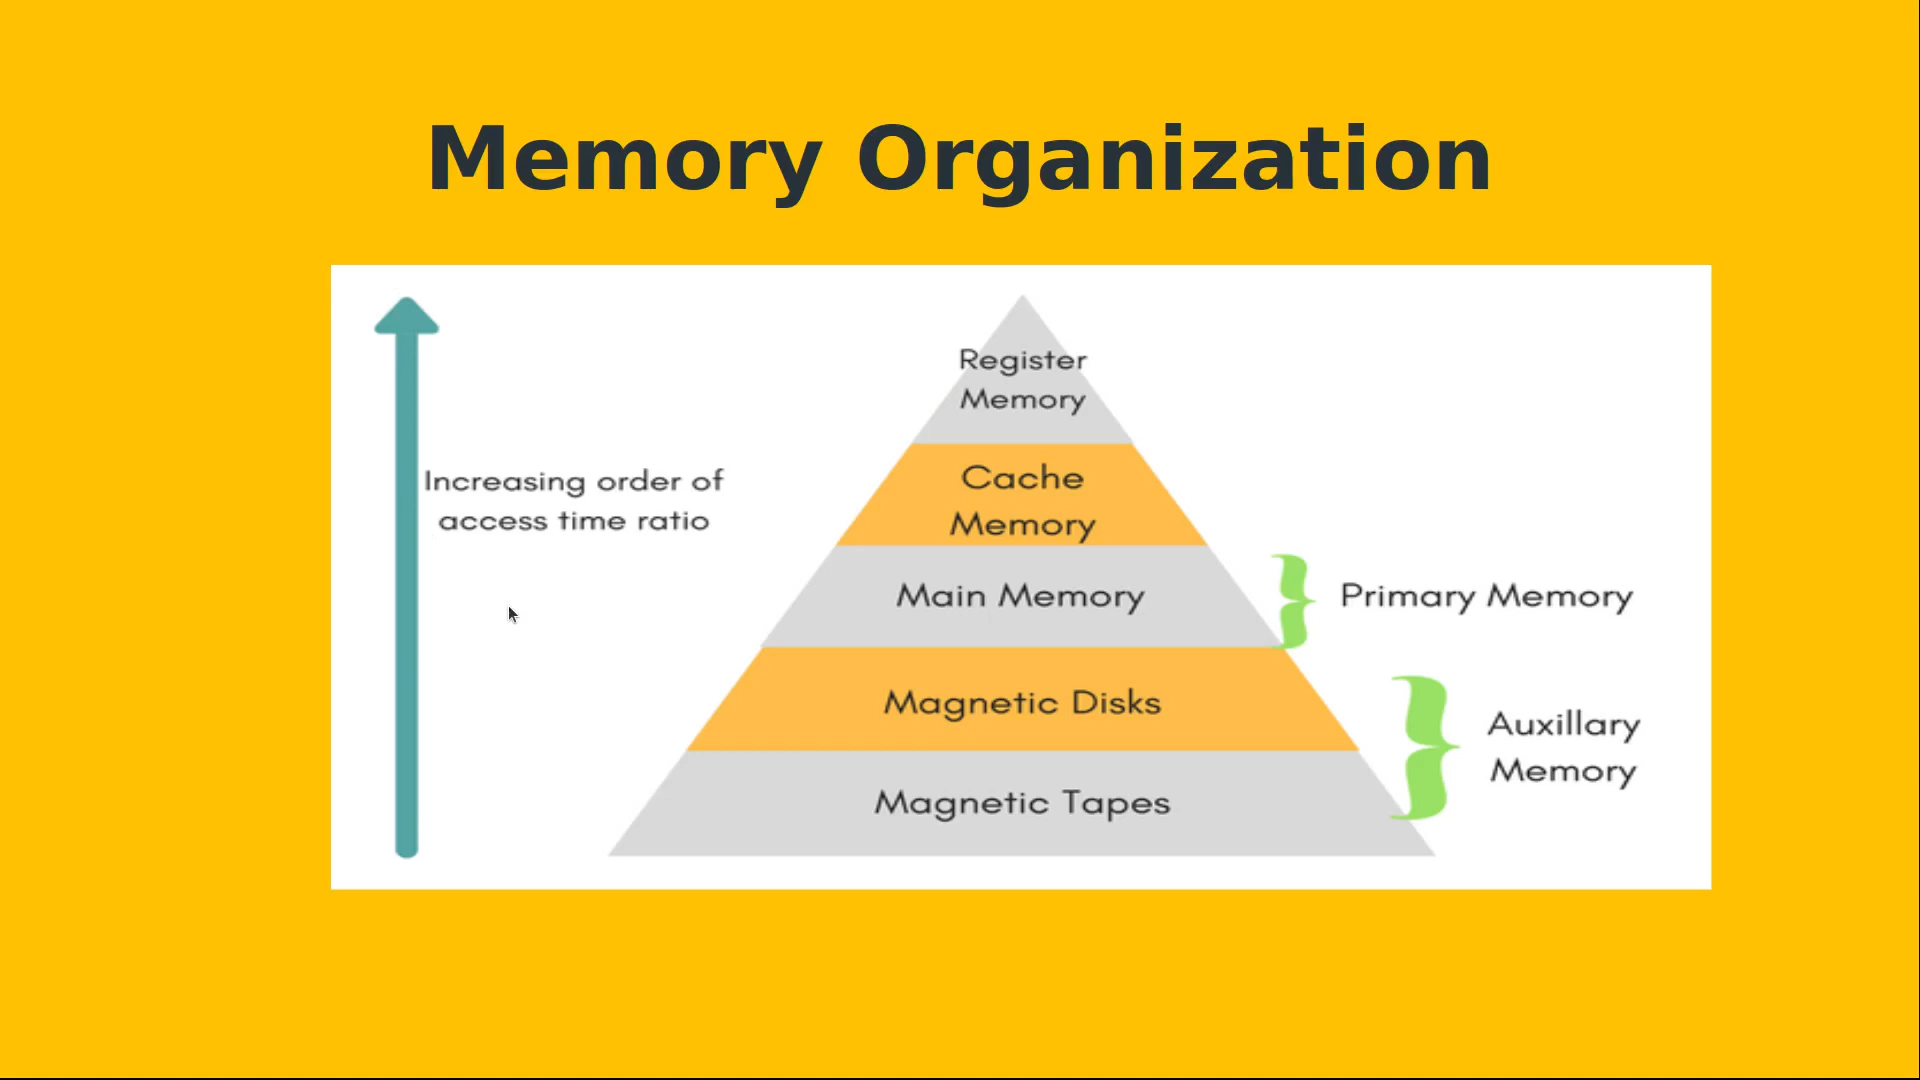 Memory Organization
Register
Memory
Increasing order of
access time ratio
Cache
Memory
Main Memory
Primary Memory
Magnetic Disks
Auxillary
Memory
Magnetic Tapes